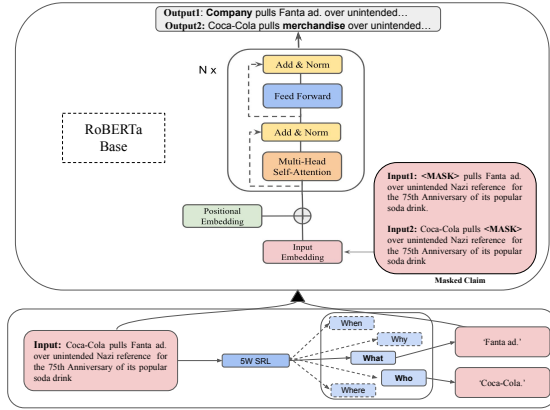 Output1: Company pulls Fanta ad. over unintended…
Output2: Coca-Cola pulls merchandise over unintended…
N x
Add & Norm
Feed Forward
Add & Norm
Multi-Head
Self-Attention
RoBERTa
Base
Positional
Embedding
Input
Embedding
Input1: <MASK> pulls Fanta ad.
over unintended Nazi reference for
the 75th Anniversary of its popular
soda drink.
Input2: Coca-Cola pulls <MASK>
over unintended Nazi reference for
the 75th Anniversary of its popular
soda drink
Masked Claim
Input: Coca-Cola pulls Fanta ad.
over unintended Nazi reference for
the 75th Anniversary of its popular
soda drink
5W SRL
When
Why
What
Who
Where
'Fanta ad.'
'Coca-Cola.'